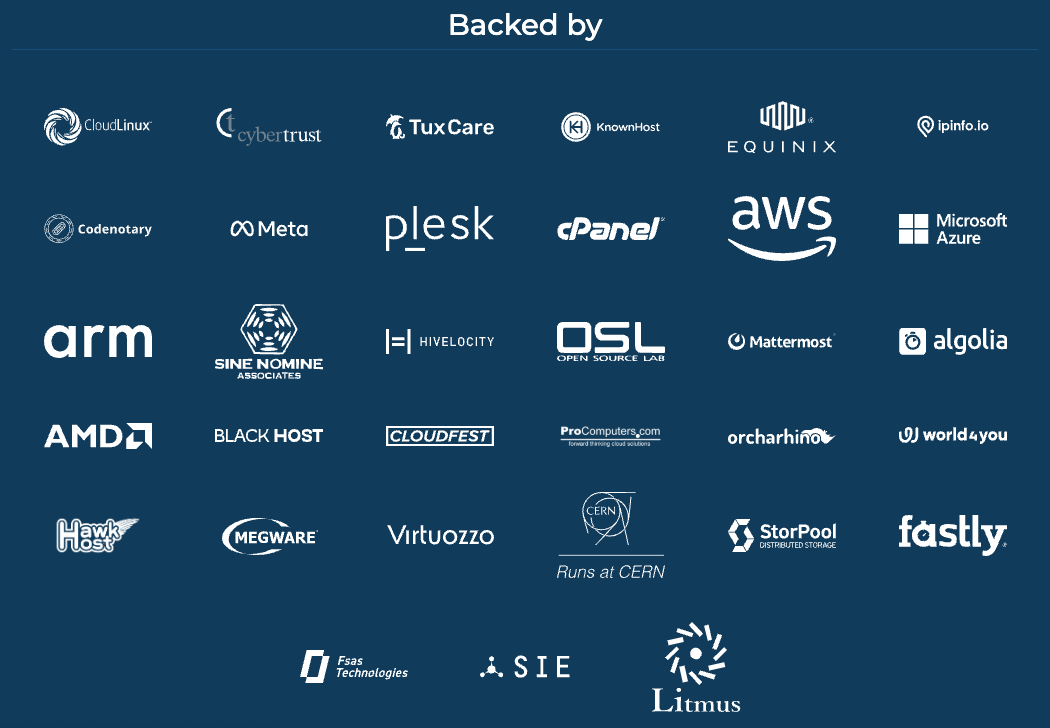 Backed by
CloudLinux
cybertrust
TuxCare
KnownHost
EQUINIX
ipinfo.io
Codenotary
Meta
plesk
cPanel
aws
Microsoft
Azure
arm
SINE NOMINE
ASSOCIATES
HIVELOCITY
OSL
OPEN SOURCE LAB
Mattermost
algolia
AMD
BLACK HOST
CLOUDFEST
ProComputers.com
forward thinking cloud solutions
orcharhino
world4you
Hawk
Host
MEGWARE
Virtuozzo
CERN
Runs at CERN
StorPool
DISTRIBUTED STORAGE
fastly
Fsas
Technologies
SIE
Litmus